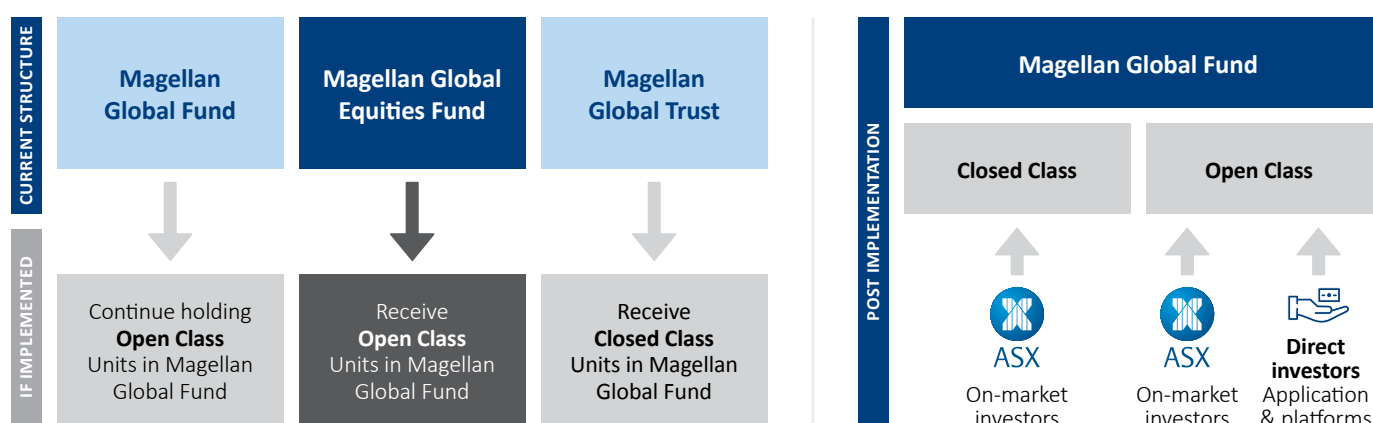 CURRENT STRUCTURE
Magellan
Global Fund
Magellan Global
Equities Fund
Magellan
Global Trust
IF IMPLEMENTED
Continue holding
Open Class
Units in Magellan
Global Fund
Receive
Open Class
Units in Magellan
Global Fund
Receive
Closed Class
Units in Magellan
Global Fund
POST IMPLEMENTATION
Magellan Global Fund
Closed Class
Open Class
ASX
On-market
investors
ASX
On-market
investors
Direct
investors
Application
& platforms